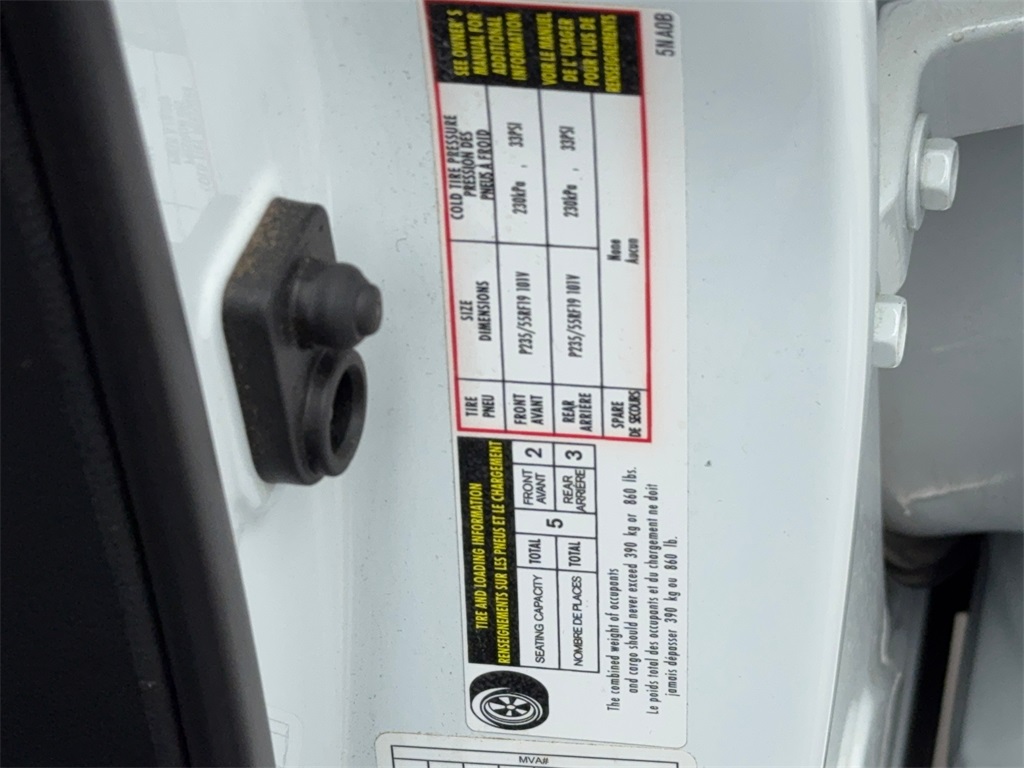 TIRE AND LOADING INFORMATION
RENSEIGNEMENTS SUR LES PNEUS ET LE CHARGEMENT
SEATING CAPACITY TOTAL 5 FRONT AVANT 2
NOMBRE DE PLACES TOTAL REAR ARRIÈRE 3
The combined weight of occupants
and cargo should never exceed 390 kg or 860 lbs.
Le poids total des occupants et du chargement ne doit
jamais dépasser 390 kg ou 860 lb.
TIRE
PNEU
SIZE
DIMENSIONS
COLD TIRE PRESSURE
PRESSION DES
PNEUS À FROID
FRONT
AVANT
P235/55RF19 101V
230kPa , 33PSI
REAR
ARRIÈRE
P235/55RF19 101V
230kPa , 33PSI
SPARE
DE SECOURS
None
Aucun
SEE OWNER'S
MANUAL FOR
ADDITIONAL
INFORMATION
VOIR LE MANUEL
DE L'USAGER
POUR PLUS DE
RENSEIGNEMENTS
5NA0B
MVA#